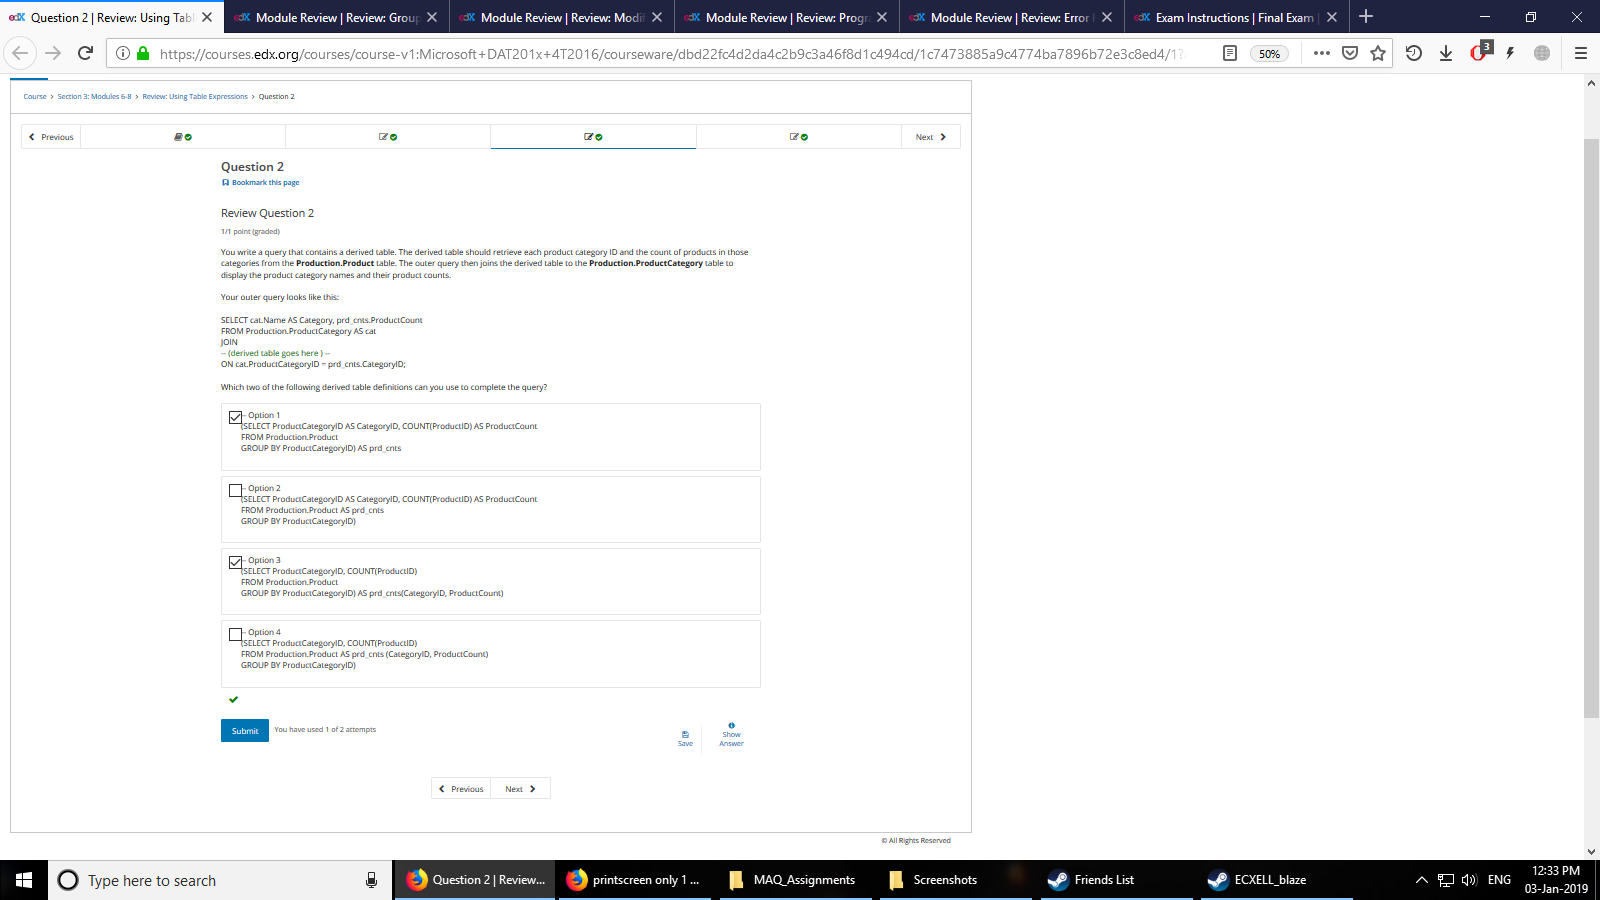 edX Question 2 | Review: Using Tabl
edX Module Review | Review: Group
edX Module Review | Review: Modif
edX Module Review | Review: Progr
edX Module Review | Review: Error
edX Exam Instructions | Final Exam
https://courses.edx.org/courses/course-v1:Microsoft+DAT201x+4T2016/courseware/dbd22fc4d2da4c2b9c3a46f8d1c494cd/1c7473885a9c4774ba7896b72e3c8ed4/1?
50%
3
Course > Section 3: Modules 6-8 > Review: Using Table Expressions > Question 2
Previous
Next
Question 2
Bookmark this page
Review Question 2
1/1 point (graded)
You write a query that contains a derived table. The derived table should retrieve each product category ID and the count of products in those
categories from the Production.Product table. The outer query then joins the derived table to the Production.ProductCategory table to
display the product category names and their product counts.
Your outer query looks like this:
SELECT cat.Name AS Category, prd_cnts.ProductCount
FROM Production.ProductCategory AS cat
JOIN
-- (derived table goes here ) --
ON cat.ProductCategoryID = prd_cnts.CategoryID;
Which two of the following derived table definitions can you use to complete the query?
-- Option 1
(SELECT ProductCategoryID AS CategoryID, COUNT(ProductID) AS ProductCount
FROM Production.Product
GROUP BY ProductCategoryID) AS prd_cnts
-- Option 2
(SELECT ProductCategoryID AS CategoryID, COUNT(ProductID) AS ProductCount
FROM Production.Product AS prd_cnts
GROUP BY ProductCategoryID)
-- Option 3
(SELECT ProductCategoryID, COUNT(ProductID)
FROM Production.Product
GROUP BY ProductCategoryID) AS prd_cnts(CategoryID, ProductCount)
-- Option 4
(SELECT ProductCategoryID, COUNT(ProductID)
FROM Production.Product AS prd_cnts (CategoryID, ProductCount)
GROUP BY ProductCategoryID)
Submit
You have used 1 of 2 attempts
Save
Show
Answer
Previous
Next
© All Rights Reserved
Type here to search
Question 2 | Review...
printscreen only 1 ...
MAQ_Assignments
Screenshots
Friends List
ECXELL_blaze
ENG
12:33 PM
03-Jan-2019